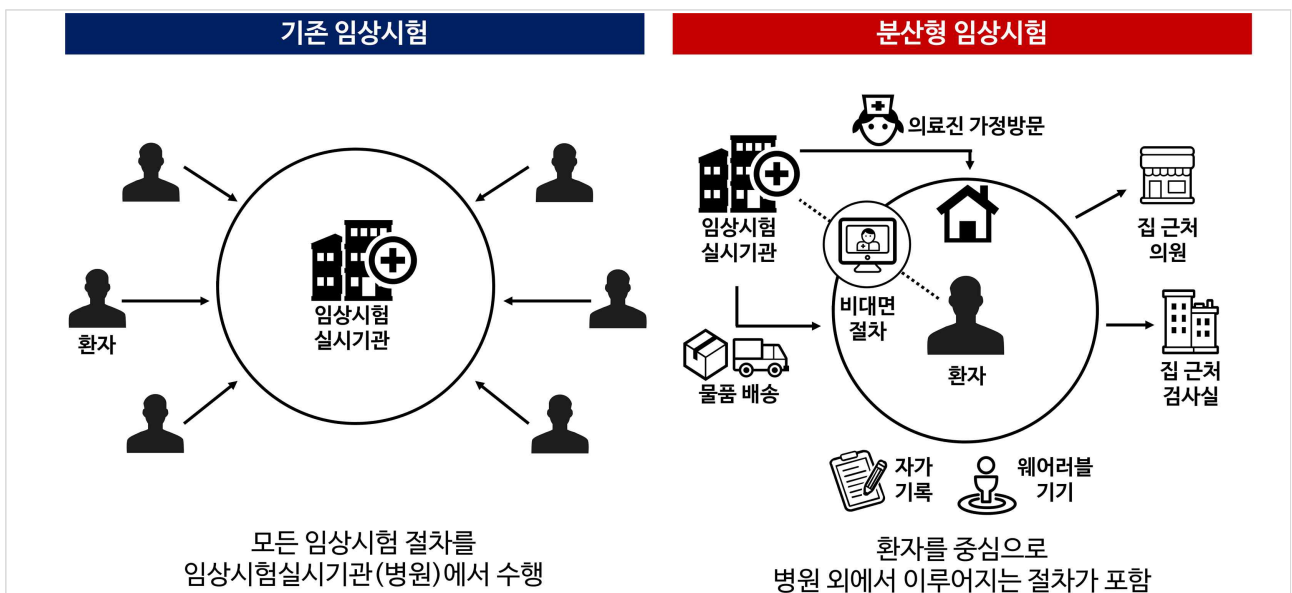 기존 임상시험
환자
임상시험
실시기관
모든 임상시험 절차를
임상시험실시기관(병원)에서 수행
분산형 임상시험
의료진 가정방문
임상시험
실시기관
비대면
절차
환자
물품 배송
집 근처
의원
집 근처
검사실
자가
기록
웨어러블
기기
환자를 중심으로
병원 외에서 이루어지는 절차가 포함